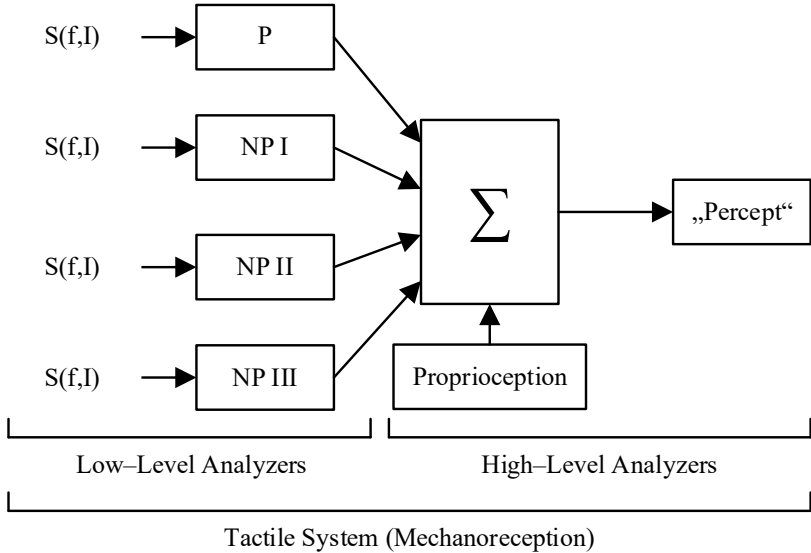 S(f,I)
P
S(f,I)
NP I
∑
„Percept“
S(f,I)
NP II
S(f,I)
NP III
Proprioception
Low–Level Analyzers
High–Level Analyzers
Tactile System (Mechanoreception)